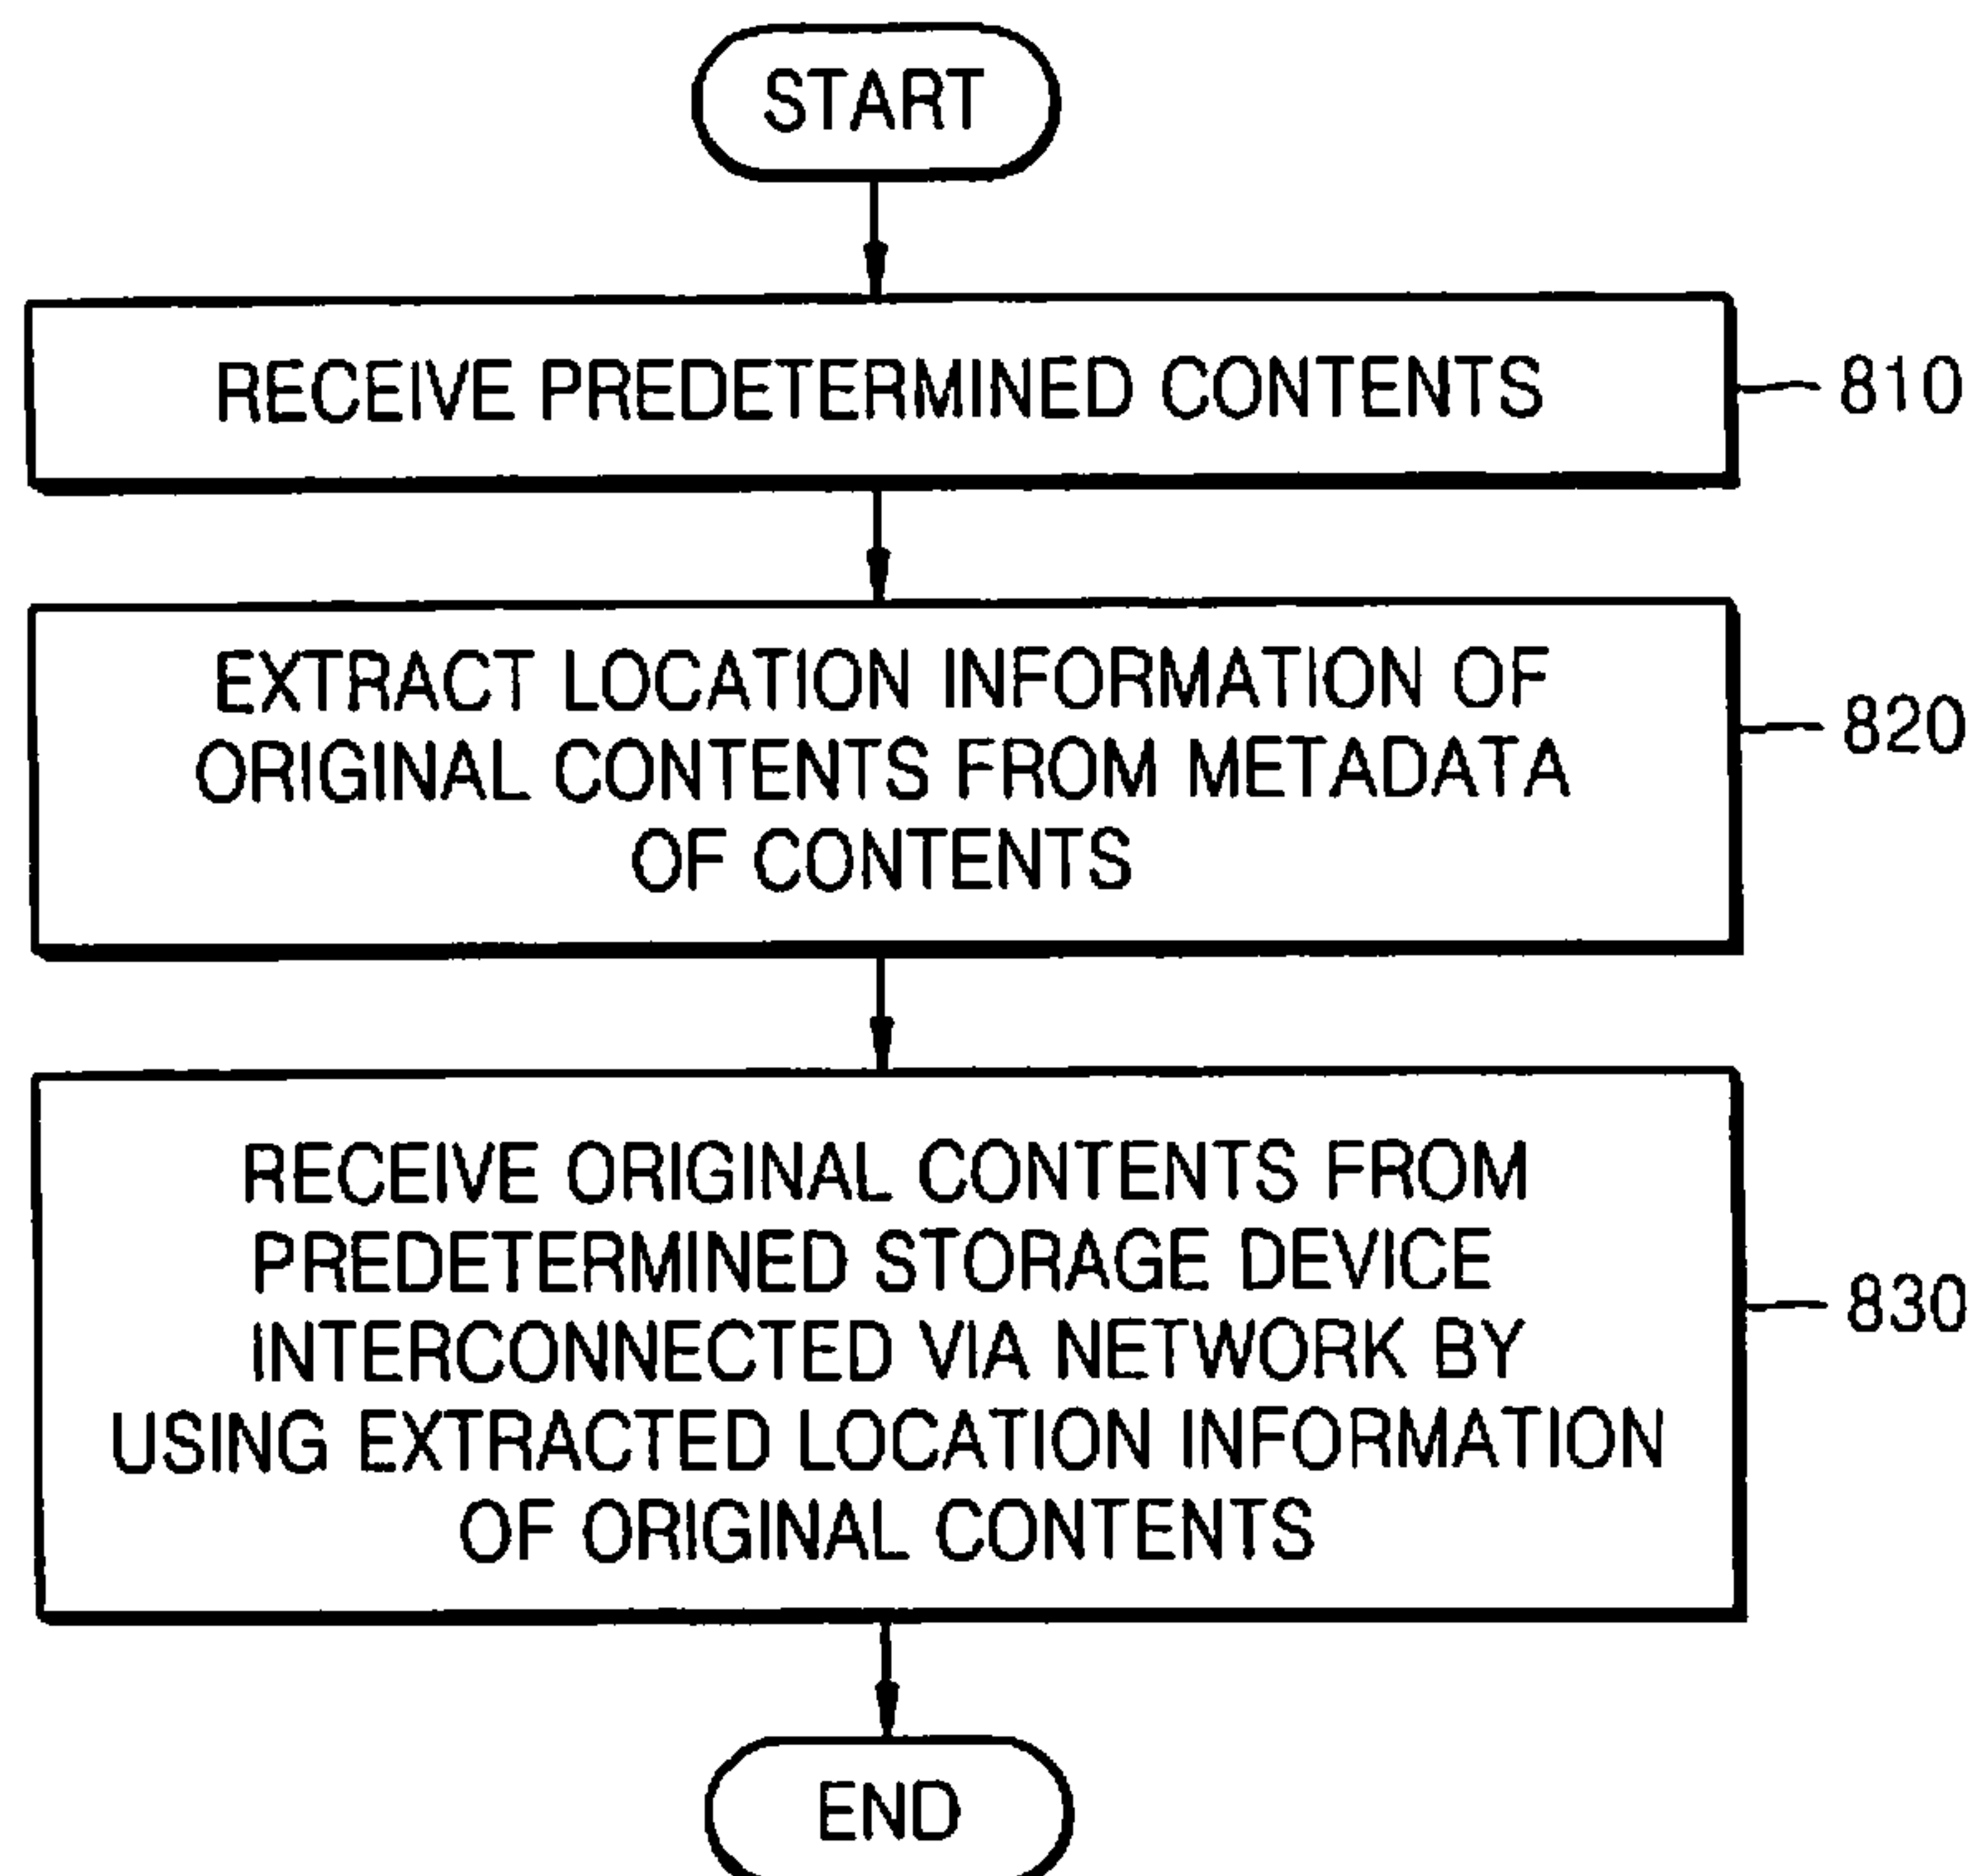 START
RECEIVE PREDETERMINED CONTENTS
810
EXTRACT LOCATION INFORMATION OF
ORIGINAL CONTENTS FROM METADATA
OF CONTENTS
820
RECEIVE ORIGINAL CONTENTS FROM
PREDETERMINED STORAGE DEVICE
INTERCONNECTED VIA NETWORK BY
USING EXTRACTED LOCATION INFORMATION
OF ORIGINAL CONTENTS
830
END